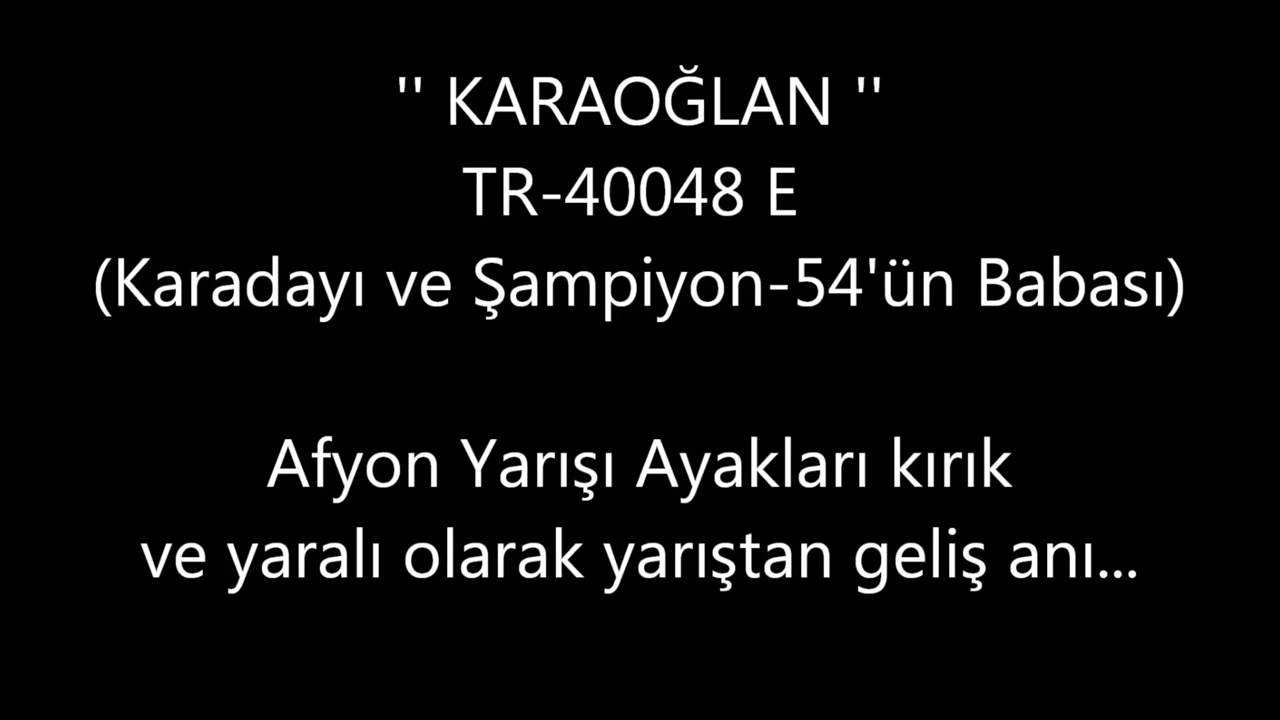 '' KARAOĞLAN ''
TR-40048 E
(Karadayı ve Şampiyon-54'ün Babası)
Afyon Yarışı Ayakları kırık
ve yaralı olarak yarıştan geliş anı...